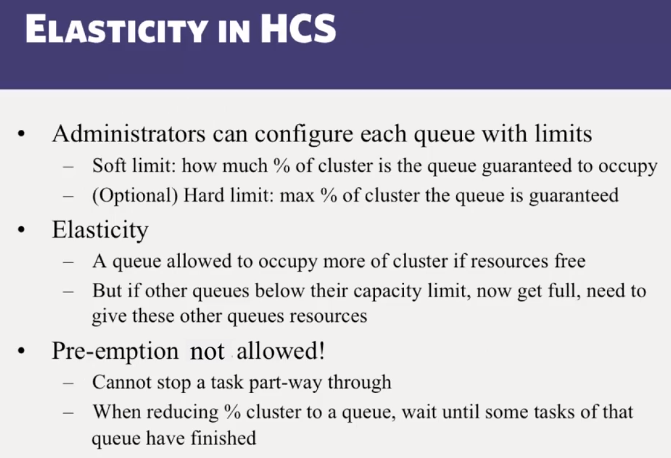 ELASTICITY IN HCS
• Administrators can configure each queue with limits
– Soft limit: how much % of cluster is the queue guaranteed to occupy
– (Optional) Hard limit: max % of cluster the queue is guaranteed
• Elasticity
– A queue allowed to occupy more of cluster if resources free
– But if other queues below their capacity limit, now get full, need to
give these other queues resources
• Pre-emption not allowed!
– Cannot stop a task part-way through
– When reducing % cluster to a queue, wait until some tasks of that
queue have finished